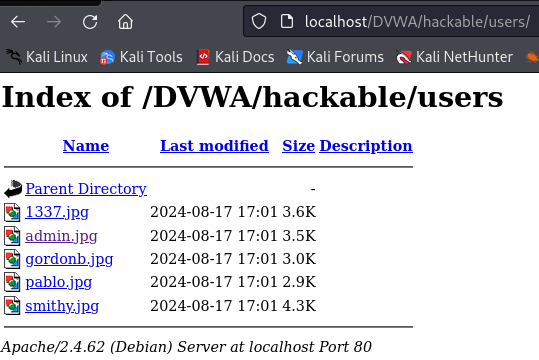 localhost/DVWA/hackable/users/
Kali Linux Kali Tools Kali Docs Kali Forums Kali NetHunter
Index of /DVWA/hackable/users
Name Last modified Size Description
Parent Directory -
1337.jpg 2024-08-17 17:01 3.6K
admin.jpg 2024-08-17 17:01 3.5K
gordonb.jpg 2024-08-17 17:01 3.0K
pablo.jpg 2024-08-17 17:01 2.9K
smithy.jpg 2024-08-17 17:01 4.3K
Apache/2.4.62 (Debian) Server at localhost Port 80